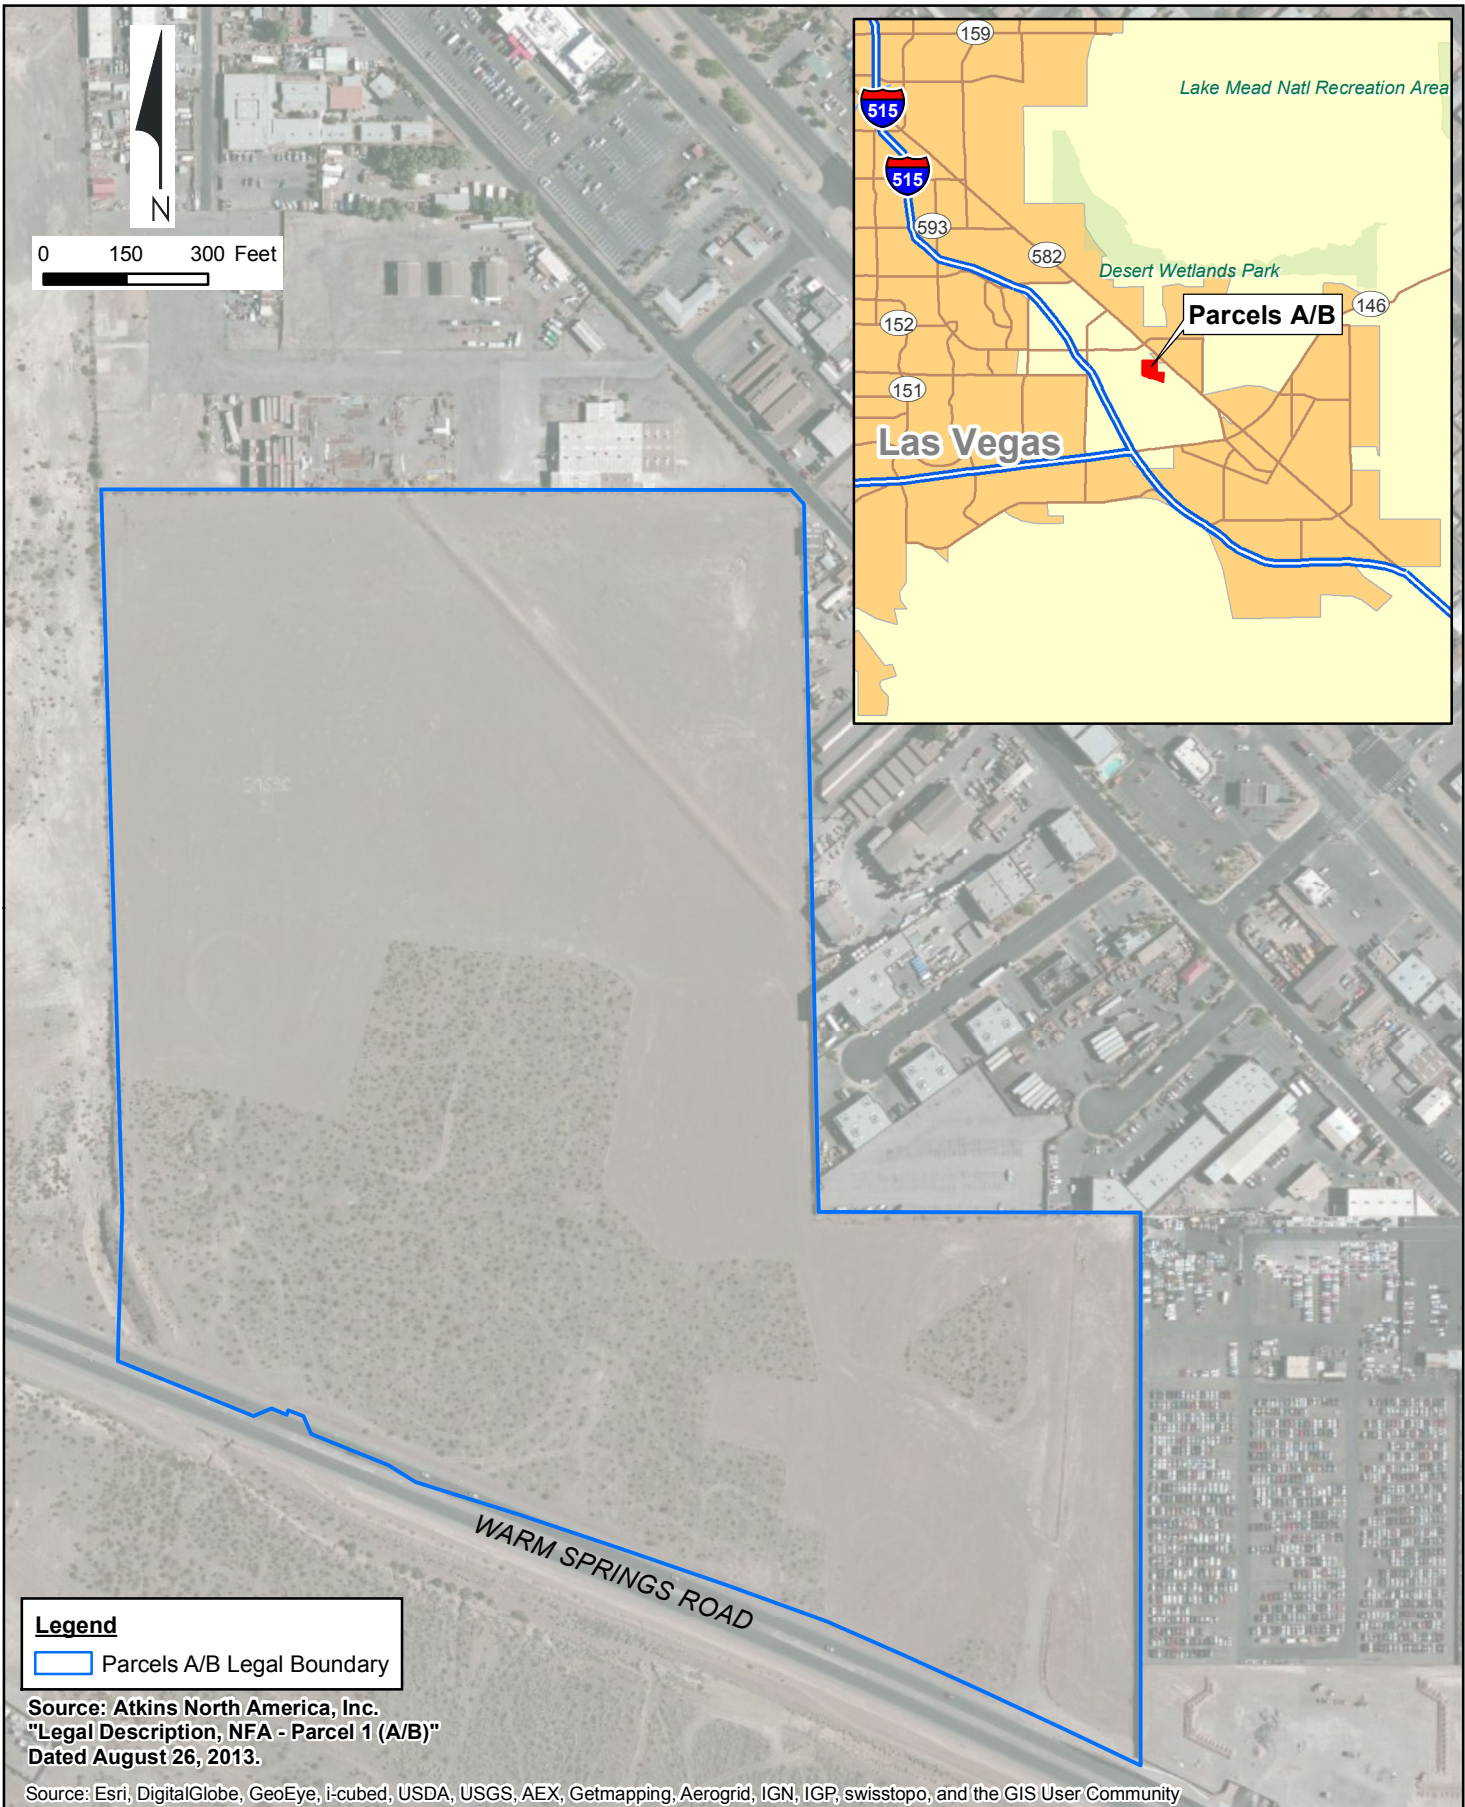 N
0 150 300 Feet
159
Lake Mead Natl Recreation Area
515
515
593
582
Desert Wetlands Park
146
Parcels A/B
152
151
Las Vegas
WARM SPRINGS ROAD
Legend
Parcels A/B Legal Boundary
Source: Atkins North America, Inc.
"Legal Description, NFA - Parcel 1 (A/B)"
Dated August 26, 2013.
Source: Esri, DigitalGlobe, GeoEye, i-cubed, USDA, USGS, AEX, Getmapping, Aerogrid, IGN, IGP, swisstopo, and the GIS User Community